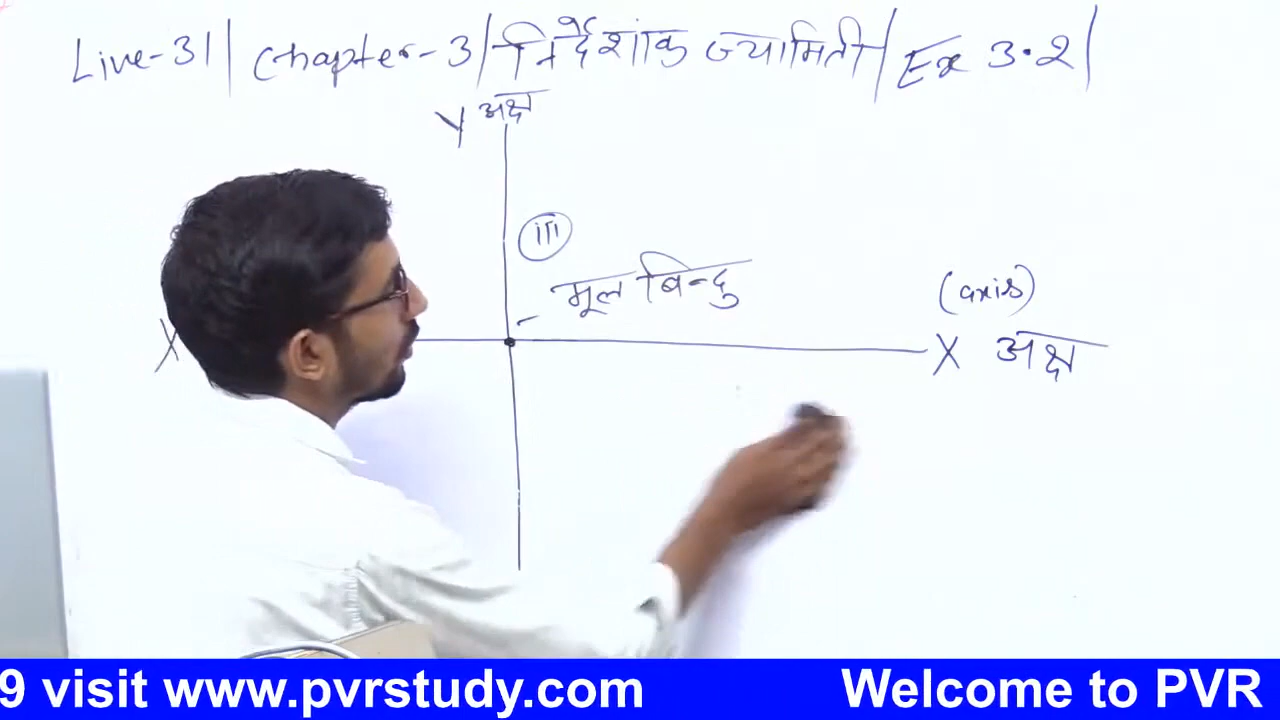 Live-31| Chapter-3| निर्देशांक ज्यामिती| Ex 3.2|
Y अक्ष
(iii)
मूल बिन्दु
(axis)
X
X अक्ष
9 visit www.pvrstudy.com Welcome to PVR